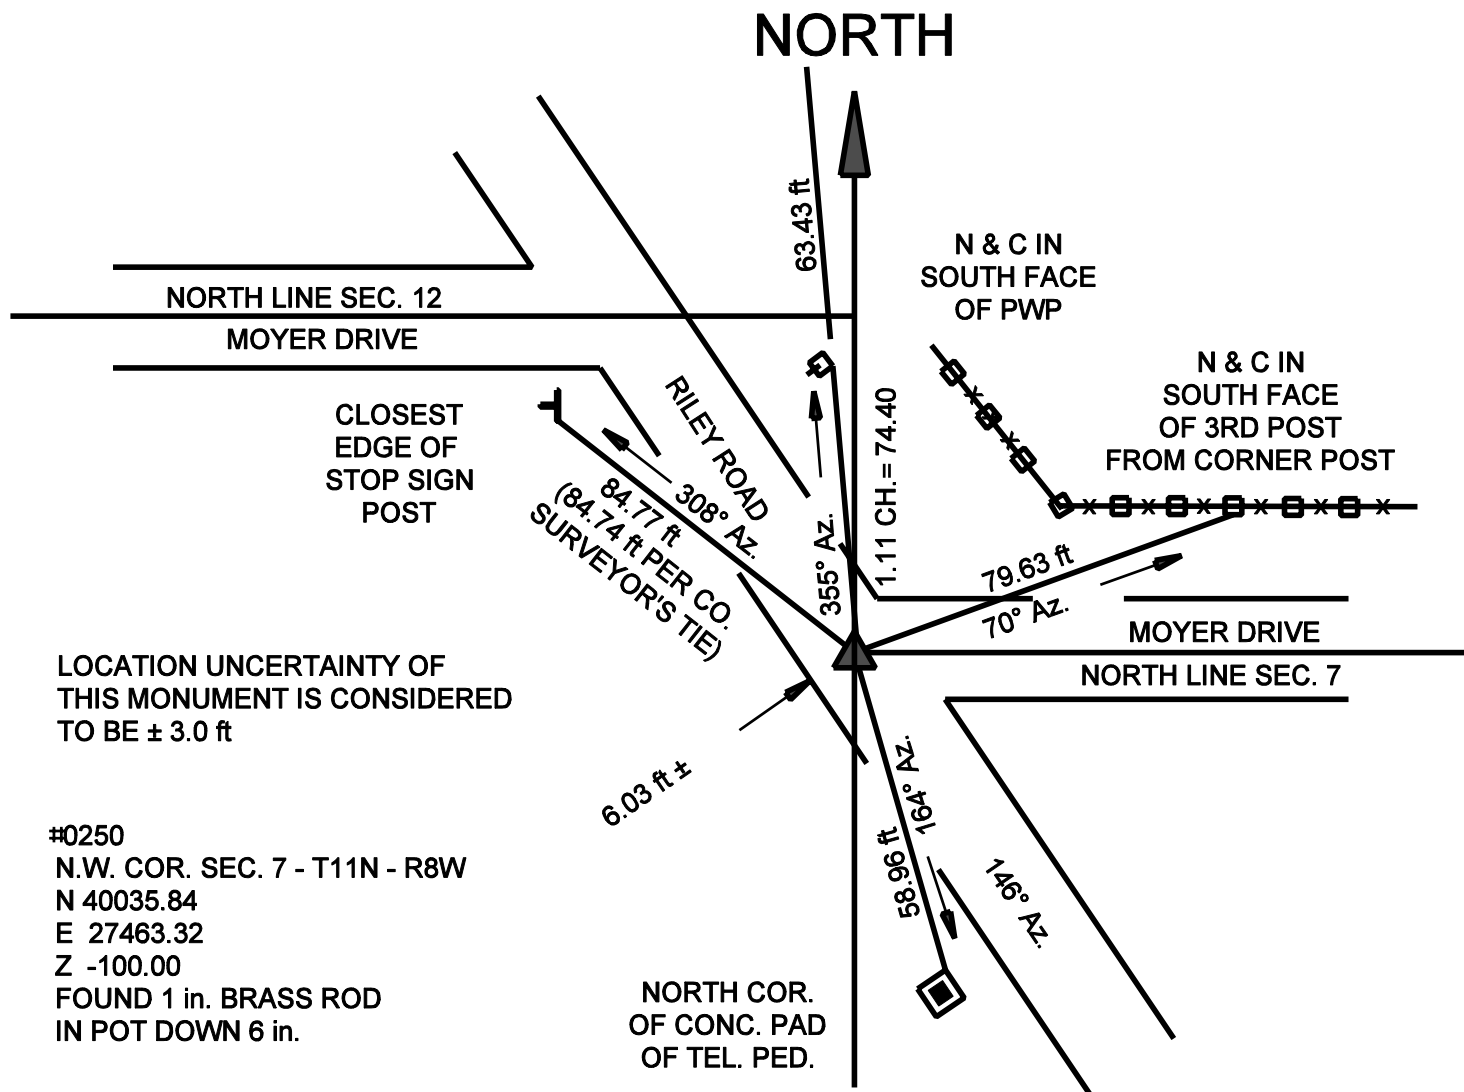 NORTH
63.43 ft
N & C IN
SOUTH FACE
OF PWP
NORTH LINE SEC. 12
MOYER DRIVE
N & C IN
SOUTH FACE
OF 3RD POST
FROM CORNER POST
CLOSEST
EDGE OF
STOP SIGN
POST
RILEY ROAD
308° Az.
84.77 ft
(84.74 ft PER CO.
SURVEYOR'S TIE)
355° Az.
1.11 CH.= 74.40
79.63 ft
70° Az.
MOYER DRIVE
NORTH LINE SEC. 7
LOCATION UNCERTAINTY OF
THIS MONUMENT IS CONSIDERED
TO BE ± 3.0 ft
6.03 ft ±
164° Az.
58.96 ft
146° Az.
#0250
N.W. COR. SEC. 7 - T11N - R8W
N 40035.84
E 27463.32
Z -100.00
FOUND 1 in. BRASS ROD
IN POT DOWN 6 in.
NORTH COR.
OF CONC. PAD
OF TEL. PED.